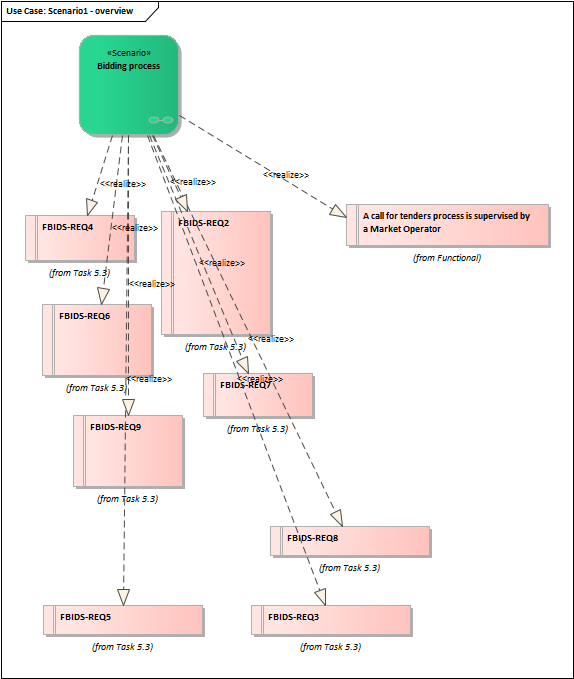 Use Case: Scenario1 - overview
«Scenario»
Bidding process
<<realize>>
<<realize>>
<<realize>>
A call for tenders process is supervised by
a Market Operator
(from Functional)
FBIDS-REQ4
(from Task 5.3)
<<realize>>
FBIDS-REQ2
(from Task 5.3)
<<realize>>
<<realize>>
FBIDS-REQ6
(from Task 5.3)
<<realize>>
<<realize>>
<<realize>>
FBIDS-REQ7
(from Task 5.3)
FBIDS-REQ9
(from Task 5.3)
FBIDS-REQ8
(from Task 5.3)
FBIDS-REQ5
(from Task 5.3)
FBIDS-REQ3
(from Task 5.3)